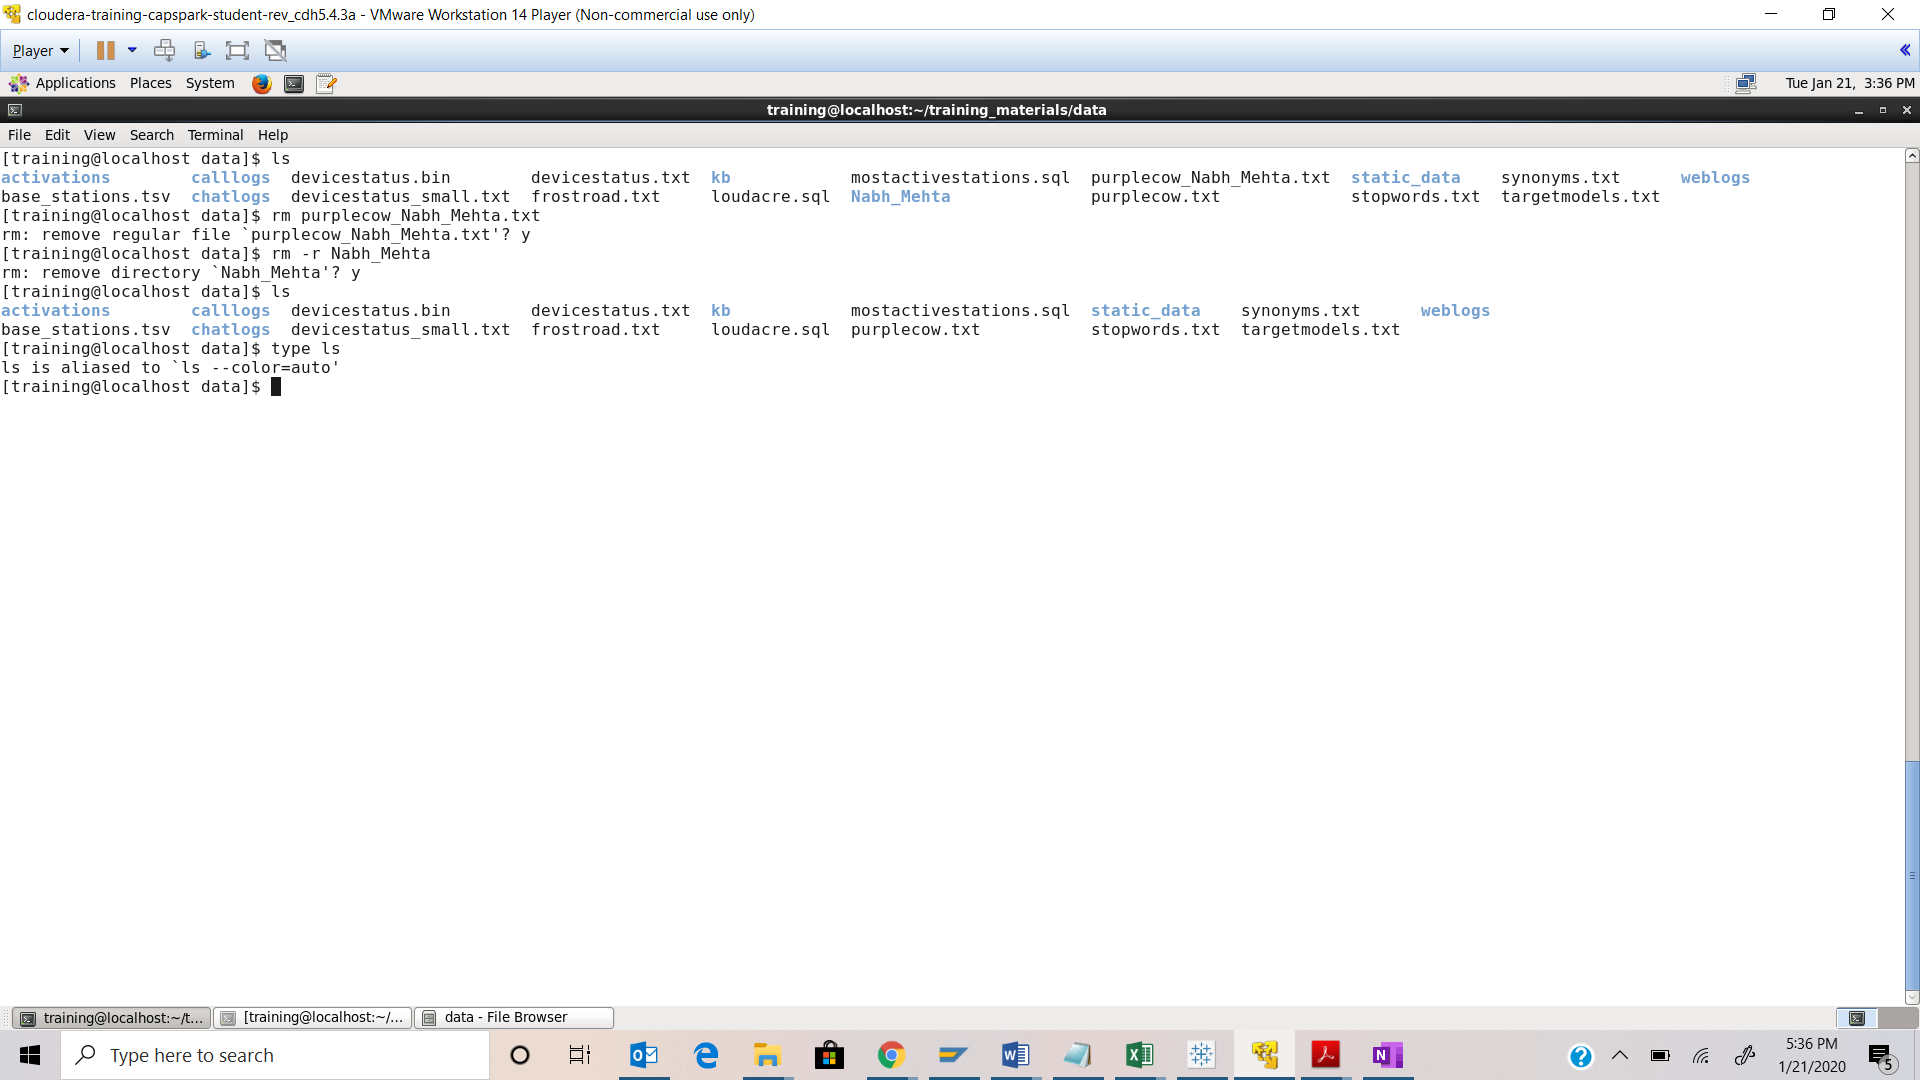 cloudera-training-capspark-student-rev_cdh5.4.3a - VMware Workstation 14 Player (Non-commercial use only)
Player
Applications Places System Tue Jan 21, 3:36 PM
training@localhost:~/training_materials/data
File Edit View Search Terminal Help
[training@localhost data]$ ls
activations calllogs devicestatus.bin devicestatus.txt kb mostactivestations.sql purplecow_Nabh_Mehta.txt static_data synonyms.txt weblogs
base_stations.tsv chatlogs devicestatus_small.txt frostroad.txt loudacre.sql Nabh_Mehta purplecow.txt stopwords.txt targetmodels.txt
[training@localhost data]$ rm purplecow_Nabh_Mehta.txt
rm: remove regular file `purplecow_Nabh_Mehta.txt'? y
[training@localhost data]$ rm -r Nabh_Mehta
rm: remove directory `Nabh_Mehta'? y
[training@localhost data]$ ls
activations calllogs devicestatus.bin devicestatus.txt kb mostactivestations.sql static_data synonyms.txt weblogs
base_stations.tsv chatlogs devicestatus_small.txt frostroad.txt loudacre.sql purplecow.txt stopwords.txt targetmodels.txt
[training@localhost data]$ type ls
ls is aliased to `ls --color=auto'
[training@localhost data]$
training@localhost:~/t... [training@localhost:~/... data - File Browser
Type here to search
5:36 PM
1/21/2020
5